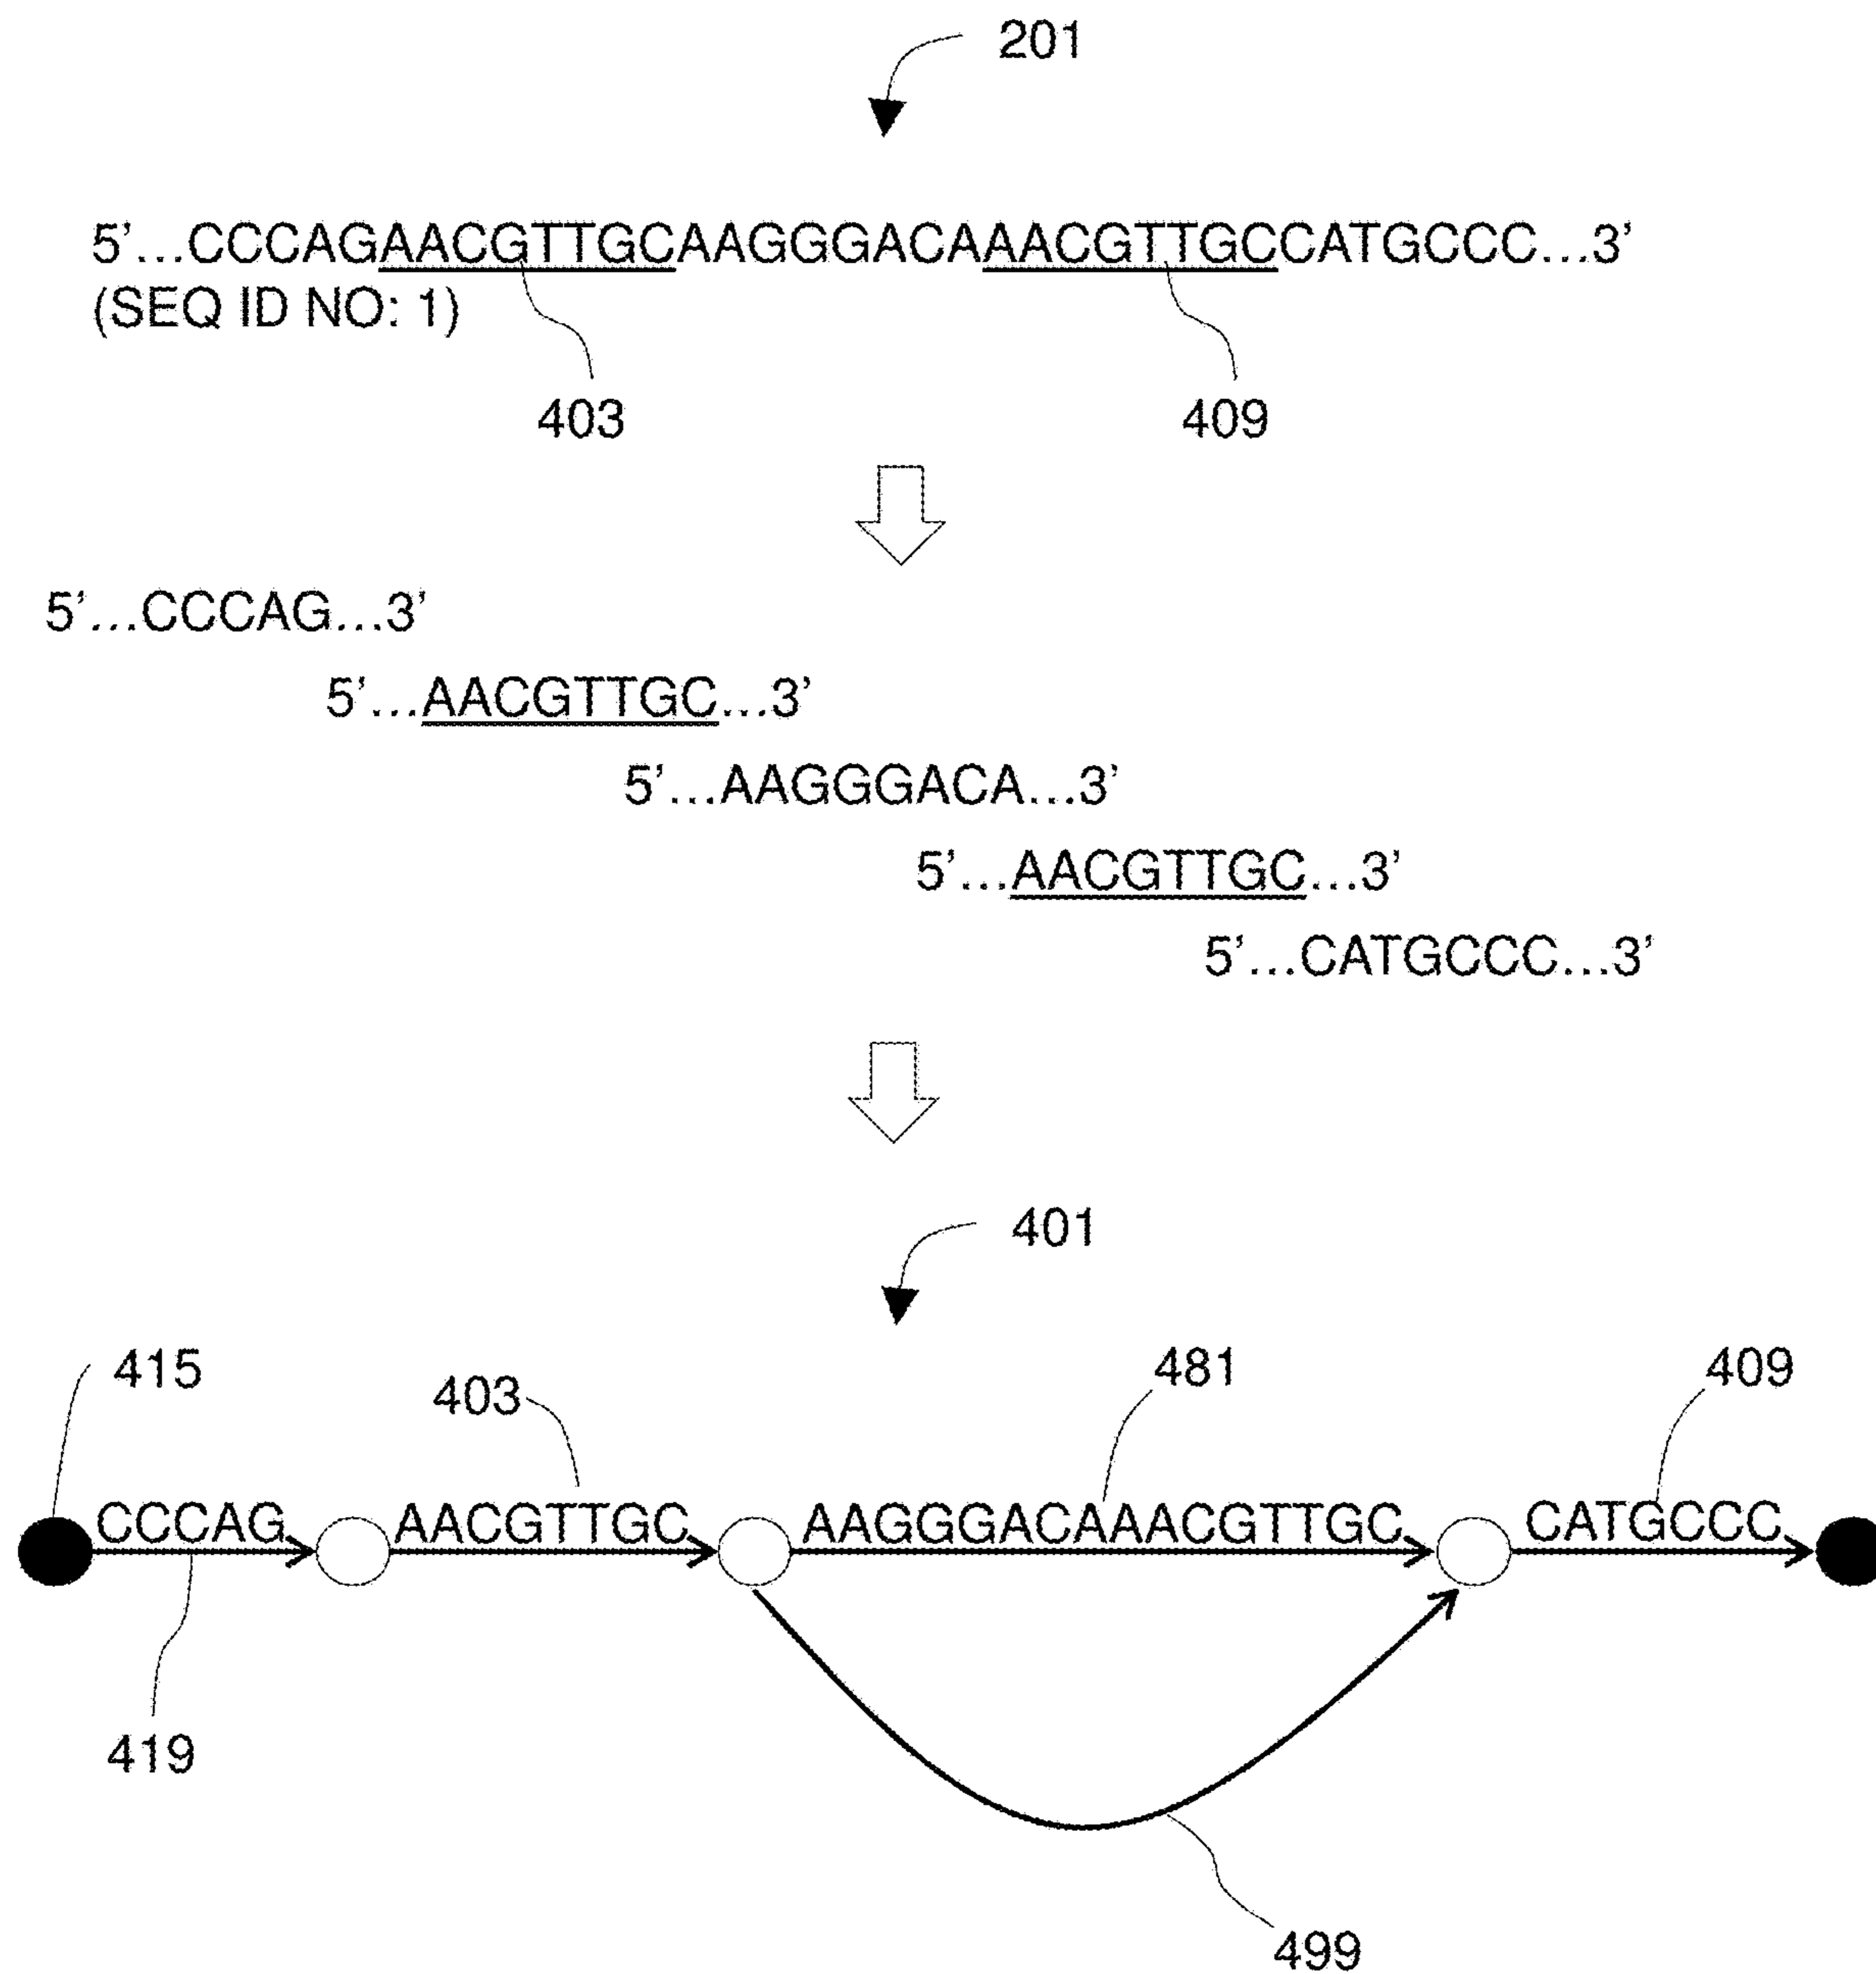 201
5’...CCCAGAACGTTGCAAGGGACAAACGTTGCCATGCCC...3’
(SEQ ID NO: 1)
403 409
5’...CCCAG...3’
5’...AACGTTGC...3’
5’...AAGGGACA...3’
5’...AACGTTGC...3’
5’...CATGCCC...3’
401
415 403 481 409
CCCAG AACGTTGC AAGGGACAAACGTTGC CATGCCC
419
499